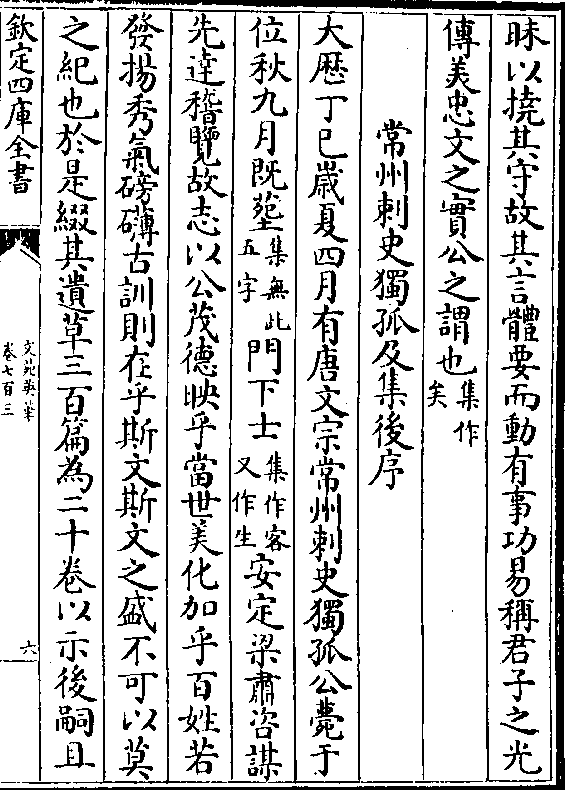 昧以撓其守故其言體要而動有事功易稱君子之光
傳美忠文之實公之謂也集作矣
常州刺史獨孤及集後序
大厯丁巳嵗夏四月有唐文宗常州刺史獨孤公薨于
位秋九月既塟集無此五字門下士集作客又作生安定梁肅咨謀
先達稽覽故志以公茂德映乎當世美化加乎百姓若
發揚秀氣磅礴古訓則在乎斯文斯文之盛不可以莫
之紀也於是綴其遺草三百篇為二十卷以示後嗣且
欽定四庫全書
文苑英華
卷七百三
六